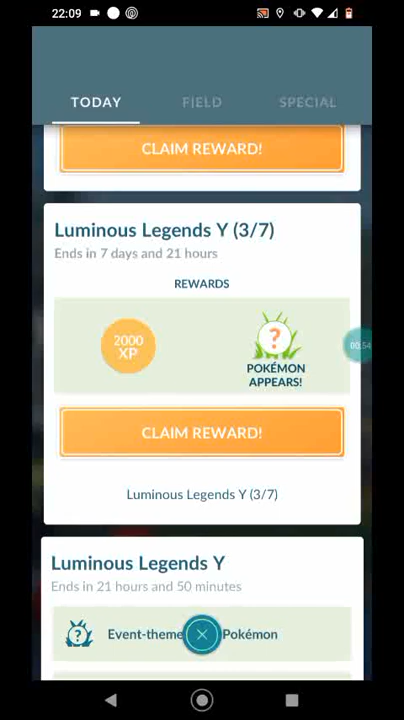 22:09
TODAY
FIELD
SPECIAL
CLAIM REWARD!
Luminous Legends Y (3/7)
Ends in 7 days and 21 hours
REWARDS
2000
XP
?
POKÉMON
APPEARS!
00:54
CLAIM REWARD!
Luminous Legends Y (3/7)
Luminous Legends Y
Ends in 21 hours and 50 minutes
?
Event-theme Pokémon